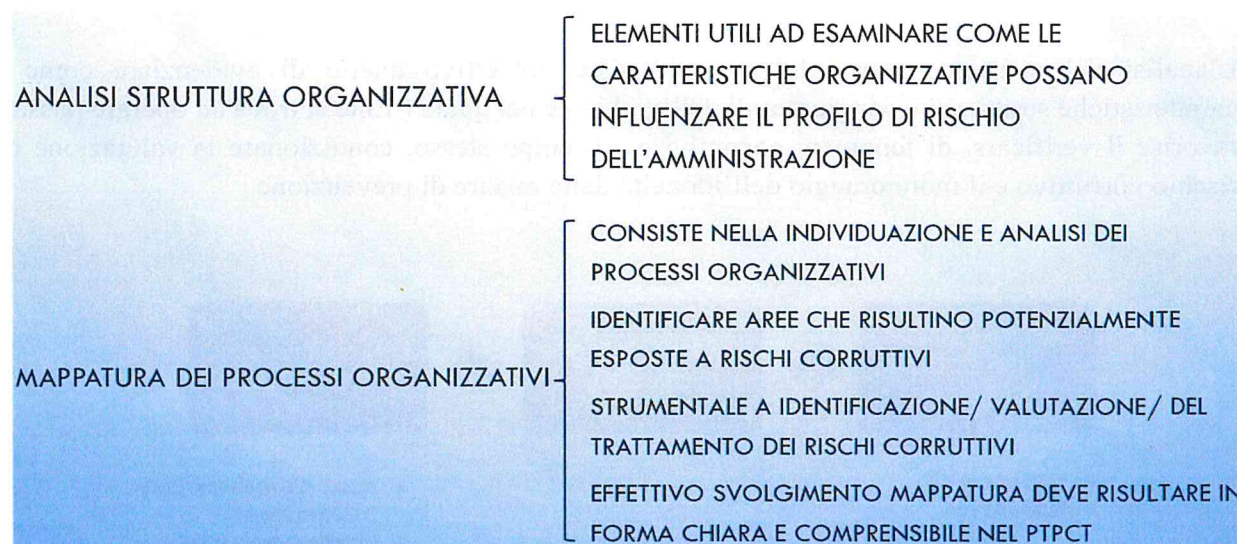 ANALISI STRUTTURA ORGANIZZATIVA
ELEMENTI UTILI AD ESAMINARE COME LE
CARATTERISTICHE ORGANIZZATIVE POSSANO
INFLUENZARE IL PROFILO DI RISCHIO
DELL'AMMINISTRAZIONE
MAPPATURA DEI PROCESSI ORGANIZZATIVI
CONSISTE NELLA INDIVIDUAZIONE E ANALISI DEI
PROCESSI ORGANIZZATIVI
IDENTIFICARE AREE CHE RISULTINO POTENZIALMENTE
ESPOSTE A RISCHI CORRUTTIVI
STRUMENTALE A IDENTIFICAZIONE/ VALUTAZIONE/ DEL
TRATTAMENTO DEI RISCHI CORRUTTIVI
EFFETTIVO SVOLGIMENTO MAPPATURA DEVE RISULTARE IN
FORMA CHIARA E COMPRENSIBILE NEL PTPCT